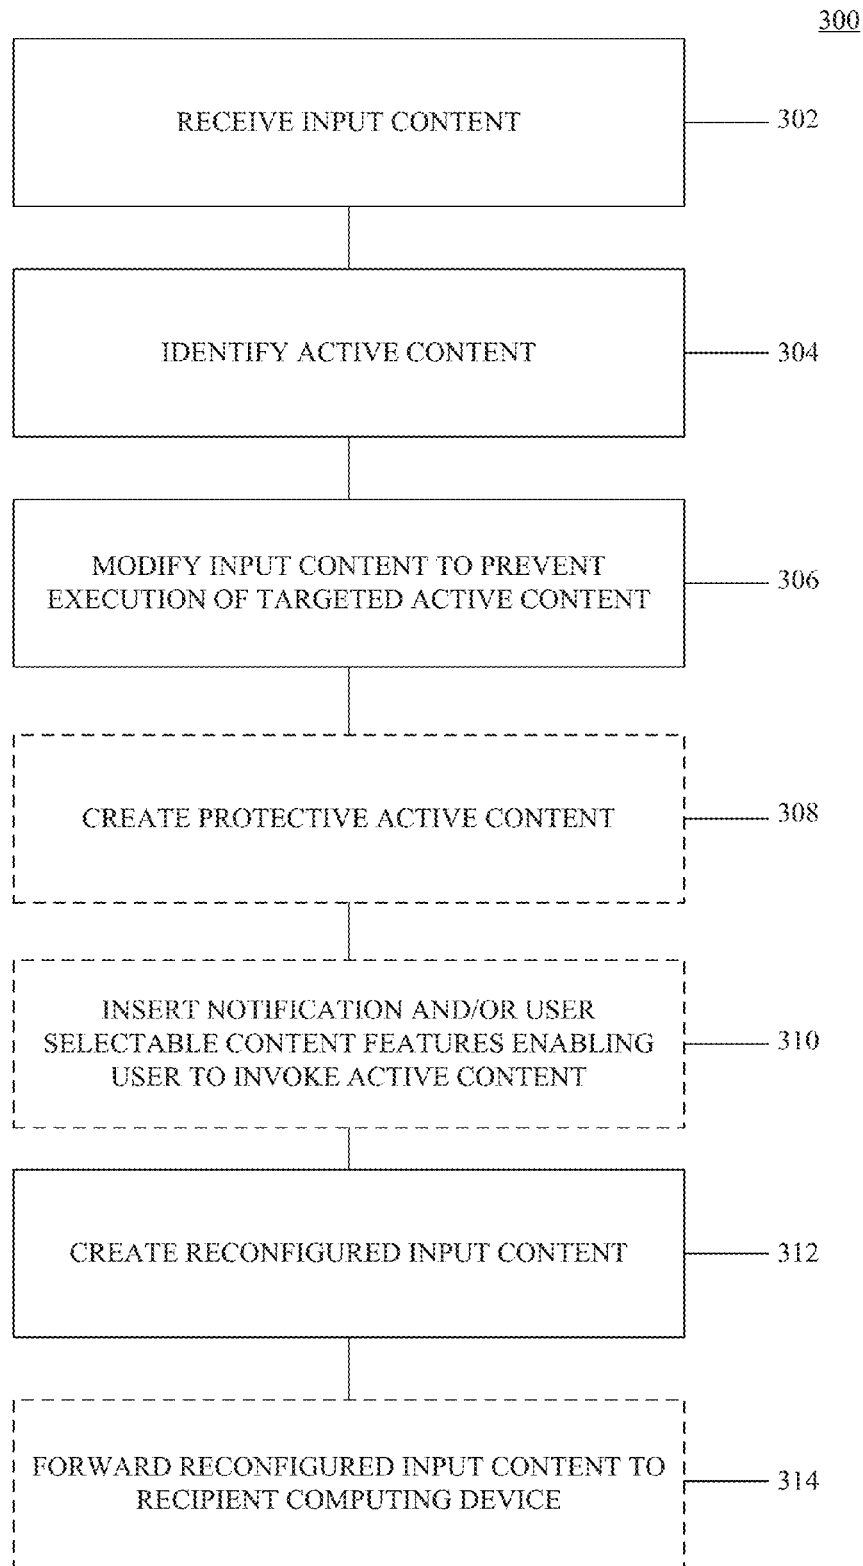 300
RECEIVE INPUT CONTENT
302
IDENTIFY ACTIVE CONTENT
304
MODIFY INPUT CONTENT TO PREVENT
EXECUTION OF TARGETED ACTIVE CONTENT
306
CREATE PROTECTIVE ACTIVE CONTENT
308
INSERT NOTIFICATION AND/OR USER
SELECTABLE CONTENT FEATURES ENABLING
USER TO INVOKE ACTIVE CONTENT
310
CREATE RECONFIGURED INPUT CONTENT
312
FORWARD RECONFIGURED INPUT CONTENT TO
RECIPIENT COMPUTING DEVICE
314